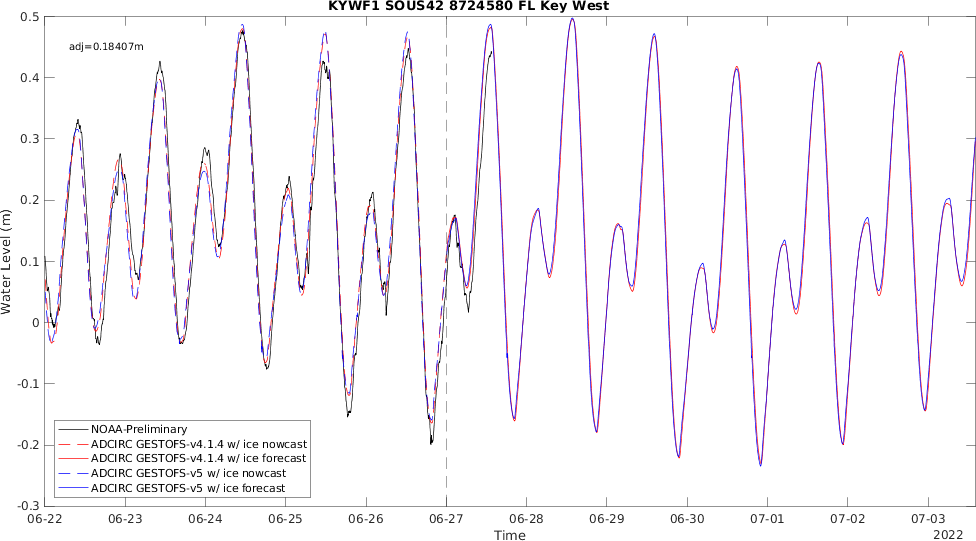 KYWF1 SOUS42 8724580 FL Key West
adj=0.18407m
Water Level (m)
0.5
0.4
0.3
0.2
0.1
0
-0.1
-0.2
-0.3
NOAA-Preliminary
ADCIRC GESTOFS-v4.1.4 w/ ice nowcast
ADCIRC GESTOFS-v4.1.4 w/ ice forecast
ADCIRC GESTOFS-v5 w/ ice nowcast
ADCIRC GESTOFS-v5 w/ ice forecast
06-22 06-23 06-24 06-25 06-26 06-27 06-28 06-29 06-30 07-01 07-02 07-03
Time
2022